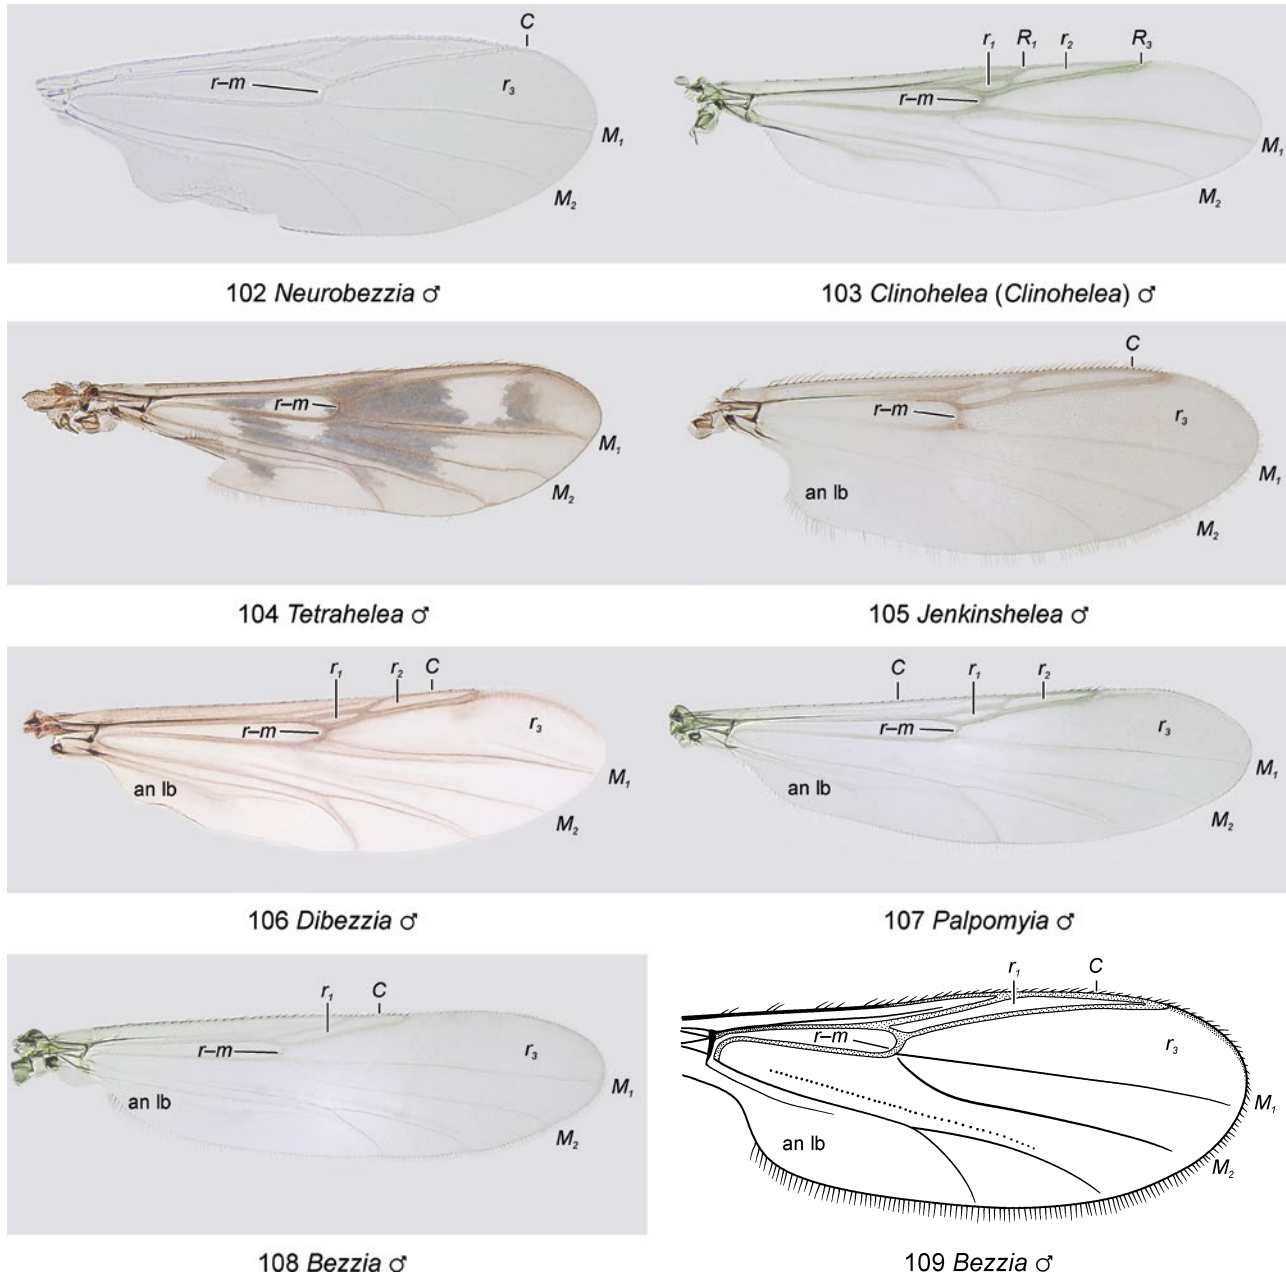 C
r–m
r3
M1
M2
102 Neurobezzia ♂
r1 R1 r2 R3
r–m
M1
M2
103 Clinohelea (Clinohelea) ♂
r–m
M1
M2
104 Tetrahelea ♂
C
r–m
r3
M1
an lb
M2
105 Jenkinshelea ♂
r1 r2 C
r–m
r3
M1
an lb
M2
106 Dibezzia ♂
C r1 r2
r–m
r3
M1
an lb
M2
107 Palpomyia ♂
r1 C
r–m
r3
M1
an lb
M2
108 Bezzia ♂
r1 C
r–m
r3
M1
an lb
M2
109 Bezzia ♂